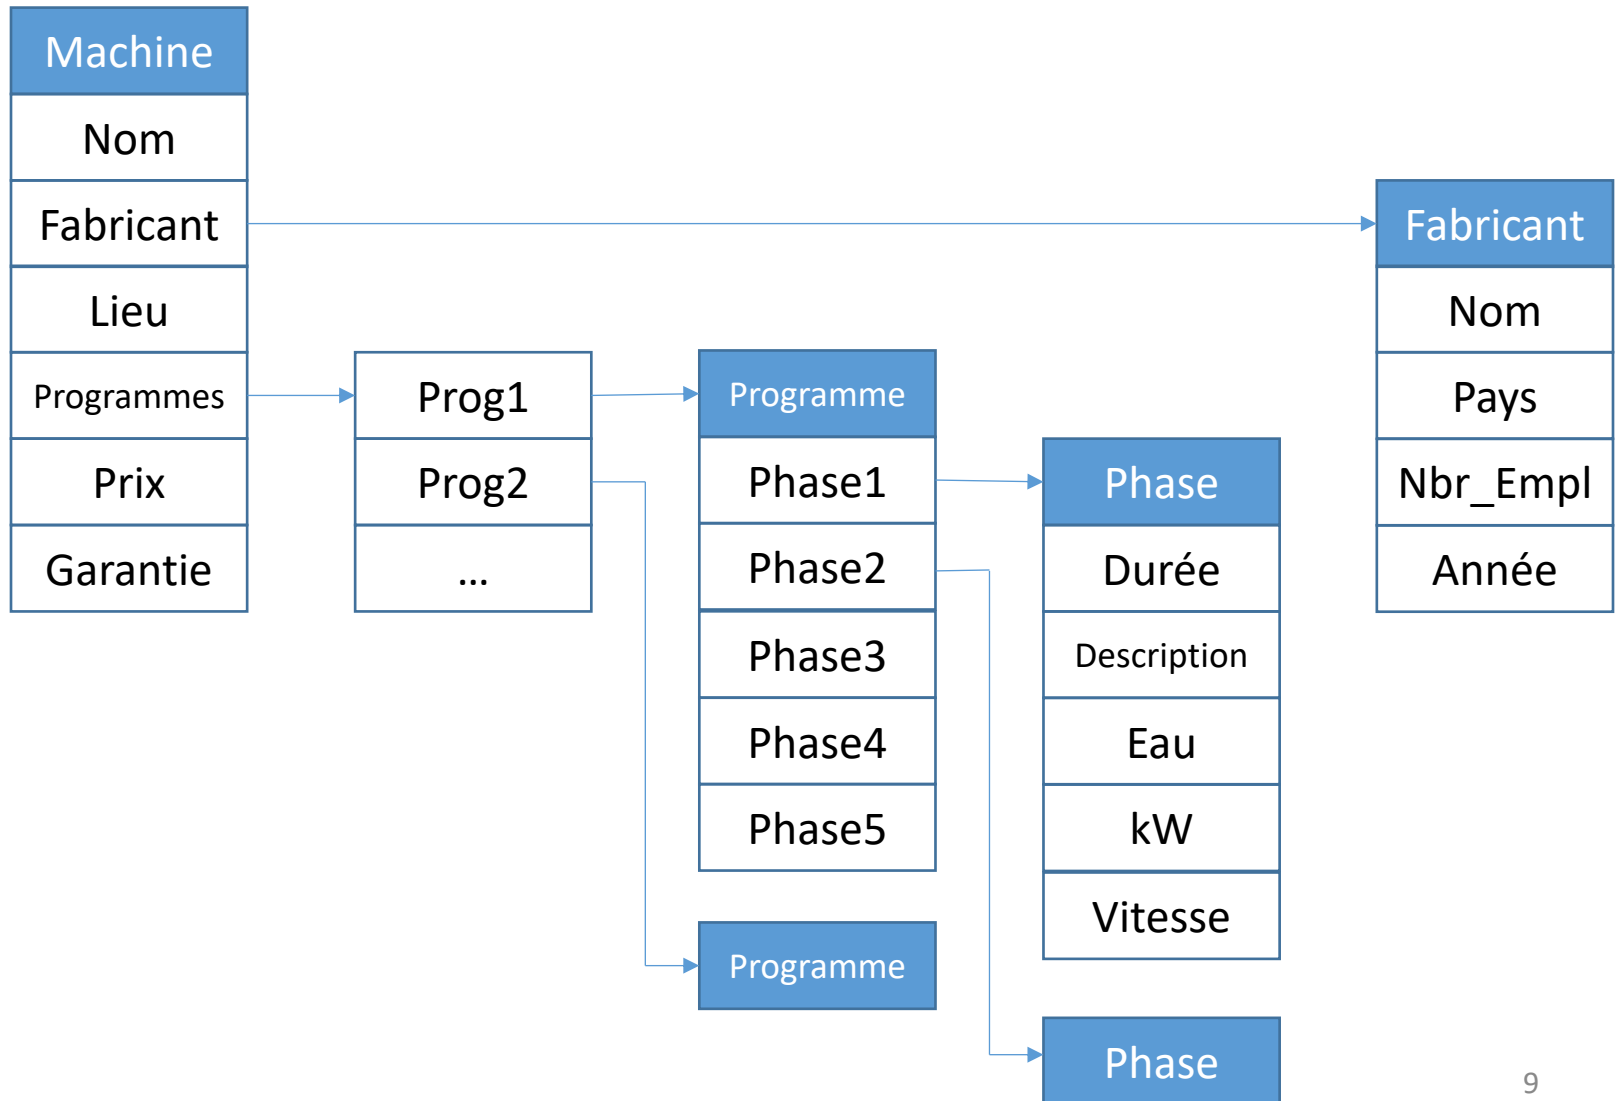 Machine
Nom
Fabricant
Lieu
Programmes
Prix
Garantie
Prog1
Prog2
...
Programme
Phase1
Phase2
Phase3
Phase4
Phase5
Programme
Phase
Durée
Description
Eau
kW
Vitesse
Phase
Fabricant
Nom
Pays
Nbr_Empl
Année
9